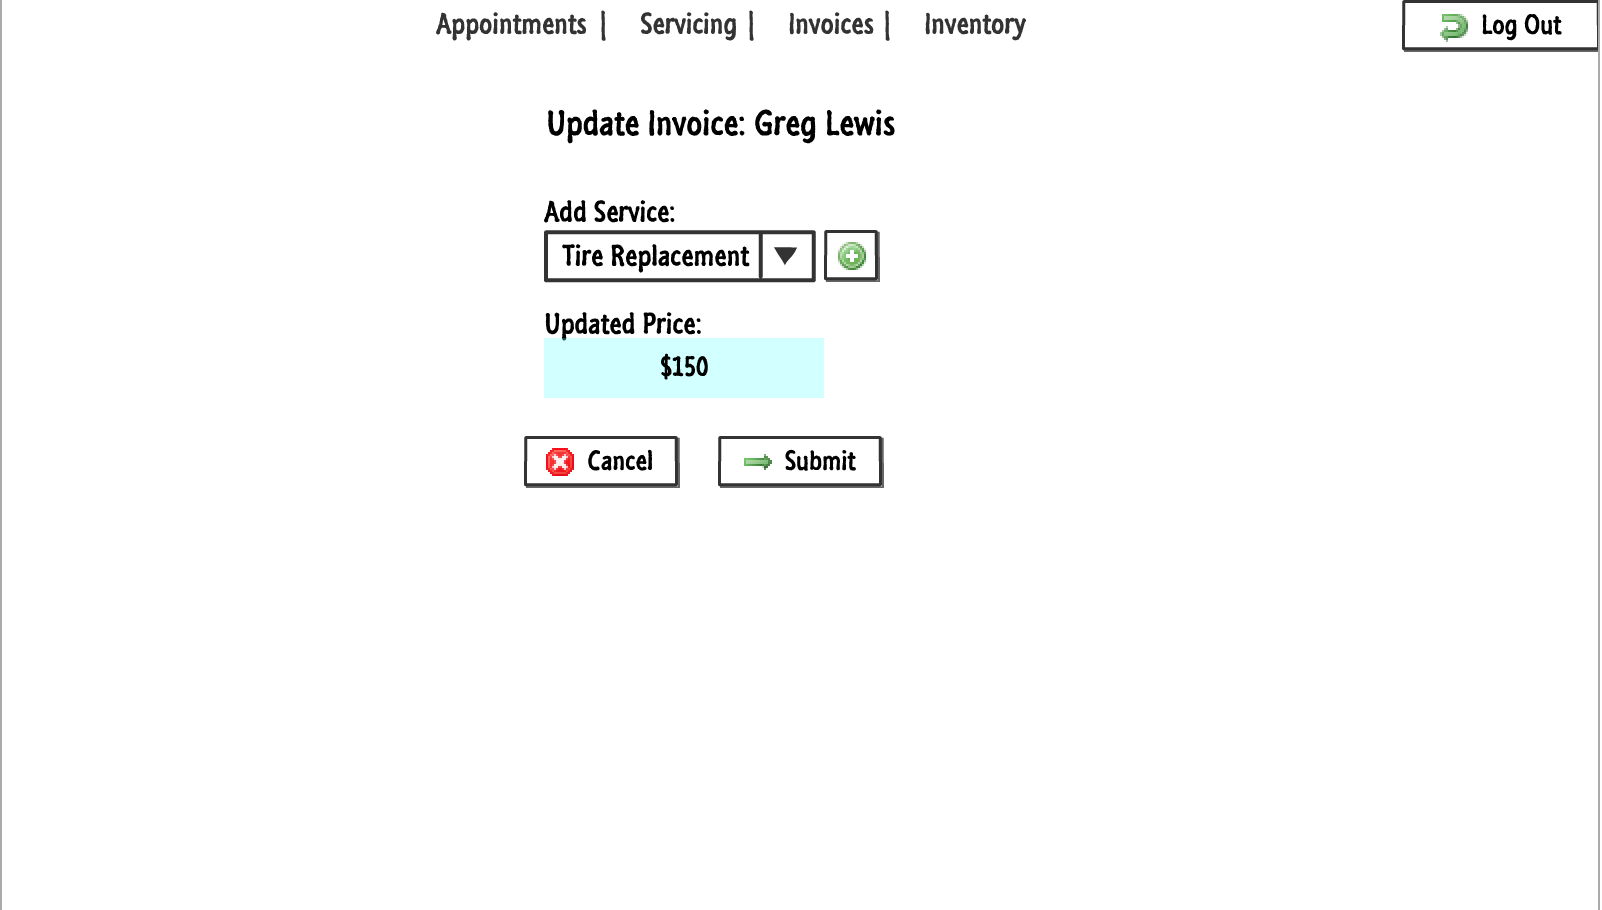 Appointments | Servicing | Invoices | Inventory
Log Out
Update Invoice: Greg Lewis
Add Service:
Tire Replacement
Updated Price:
$150
Cancel
Submit